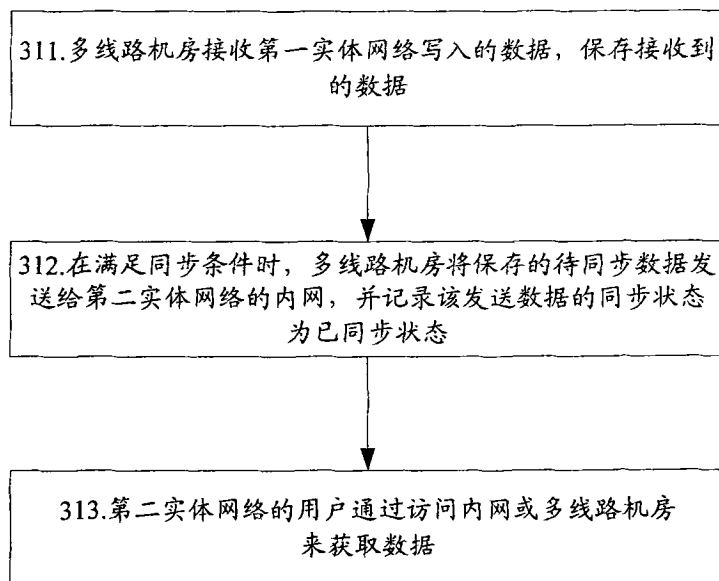 311.多线路机房接收第一实体网络写入的数据，保存接收到
的数据
312.在满足同步条件时，多线路机房将保存的待同步数据发
送给第二实体网络的内网，并记录该发送数据的同步状态
为已同步状态
313.第二实体网络的用户通过访问内网或多线路机房
来获取数据